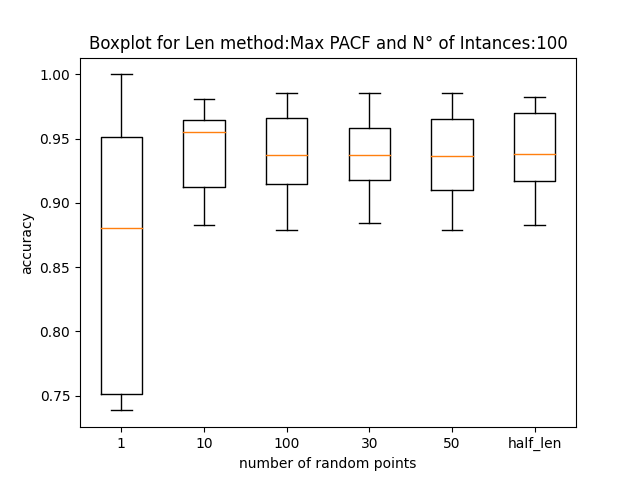 Boxplot for Len method:Max PACF and N° of Intances:100
1.00
0.95
0.90
0.85
0.80
0.75
accuracy
1 10 100 30 50 half_len
number of random points